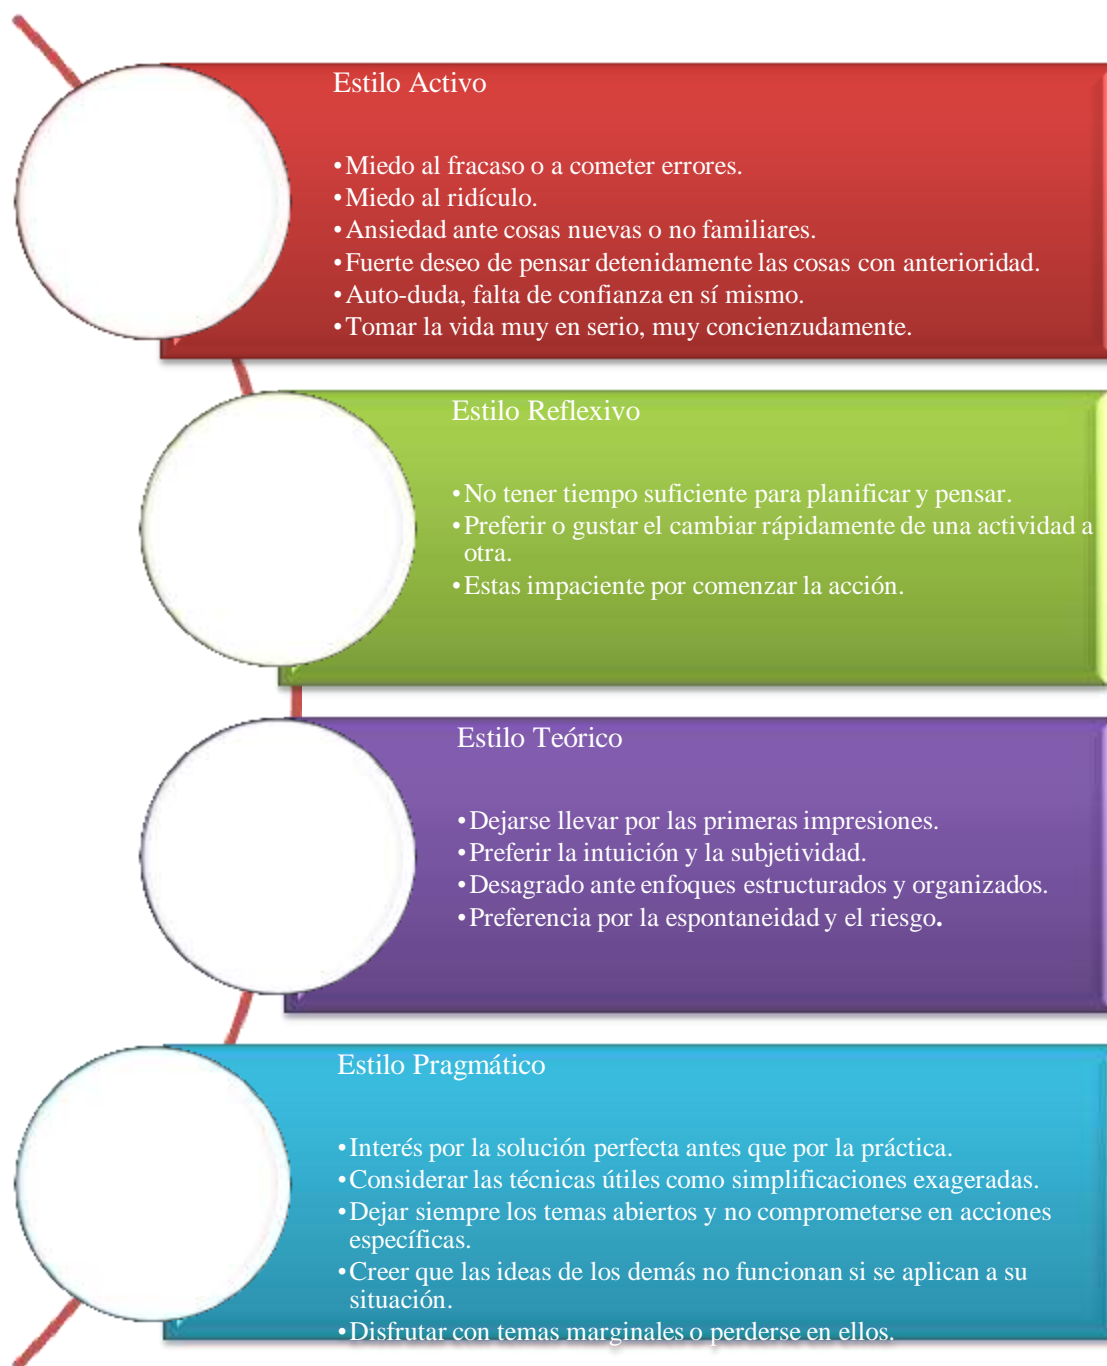 Estilo Activo
•Miedo al fracaso o a cometer errores.
•Miedo al ridículo.
•Ansiedad ante cosas nuevas o no familiares.
•Fuerte deseo de pensar detenidamente las cosas con anterioridad.
•Auto-duda, falta de confianza en sí mismo.
•Tomar la vida muy en serio, muy concienzudamente.
Estilo Reflexivo
•No tener tiempo suficiente para planificar y pensar.
•Preferir o gustar el cambiar rápidamente de una actividad a
otra.
•Estas impaciente por comenzar la acción.
Estilo Teórico
•Dejarse llevar por las primeras impresiones.
•Preferir la intuición y la subjetividad.
•Desagrado ante enfoques estructurados y organizados.
•Preferencia por la espontaneidad y el riesgo.
Estilo Pragmático
•Interés por la solución perfecta antes que por la práctica.
•Considerar las técnicas útiles como simplificaciones exageradas.
•Dejar siempre los temas abiertos y no comprometerse en acciones
específicas.
•Creer que las ideas de los demás no funcionan si se aplican a su
situación.
•Disfrutar con temas marginales o perderse en ellos.